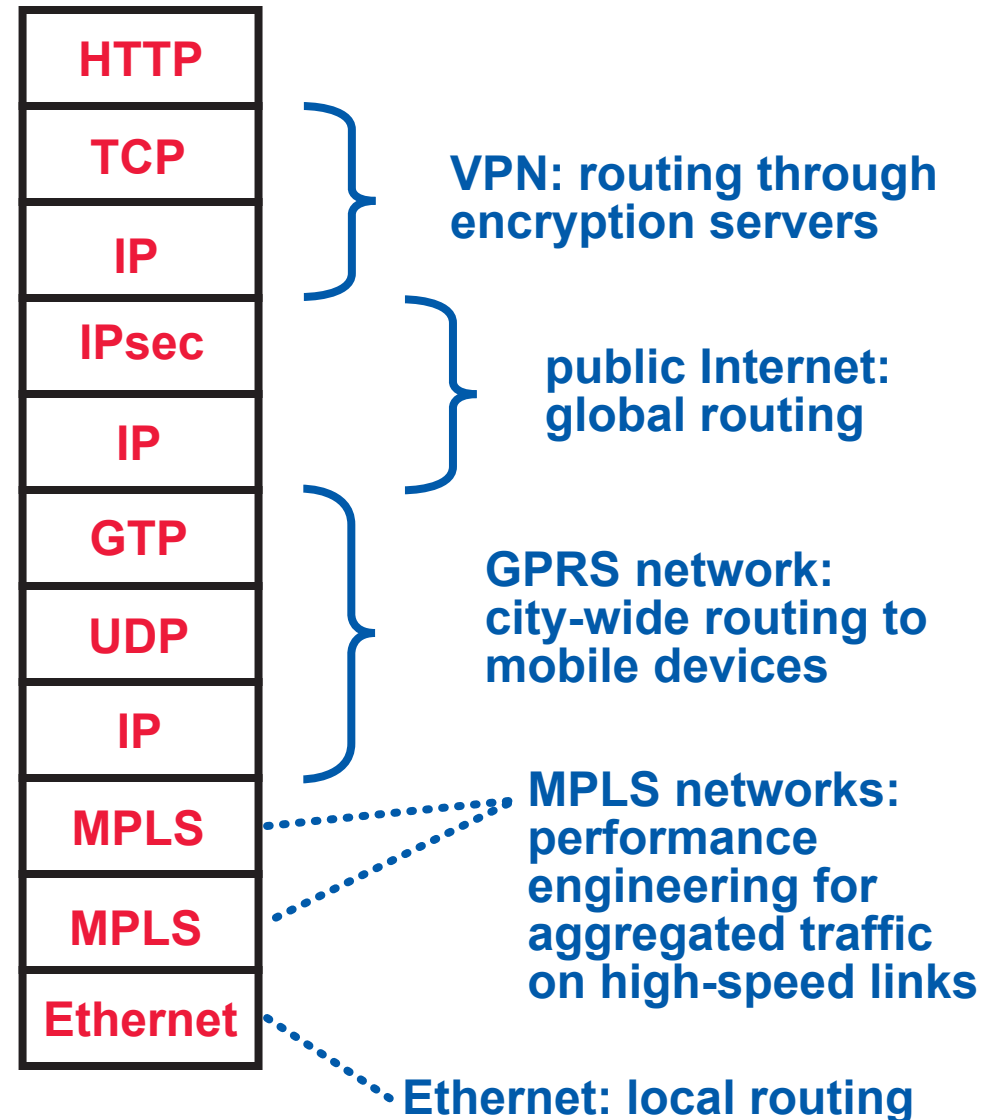 HTTP
TCP
IP
IPsec
IP
GTP
UDP
IP
MPLS
MPLS
Ethernet
VPN: routing through
encryption servers
public Internet:
global routing
GPRS network:
city-wide routing to
mobile devices
MPLS networks:
performance
engineering for
aggregated traffic
on high-speed links
Ethernet: local routing